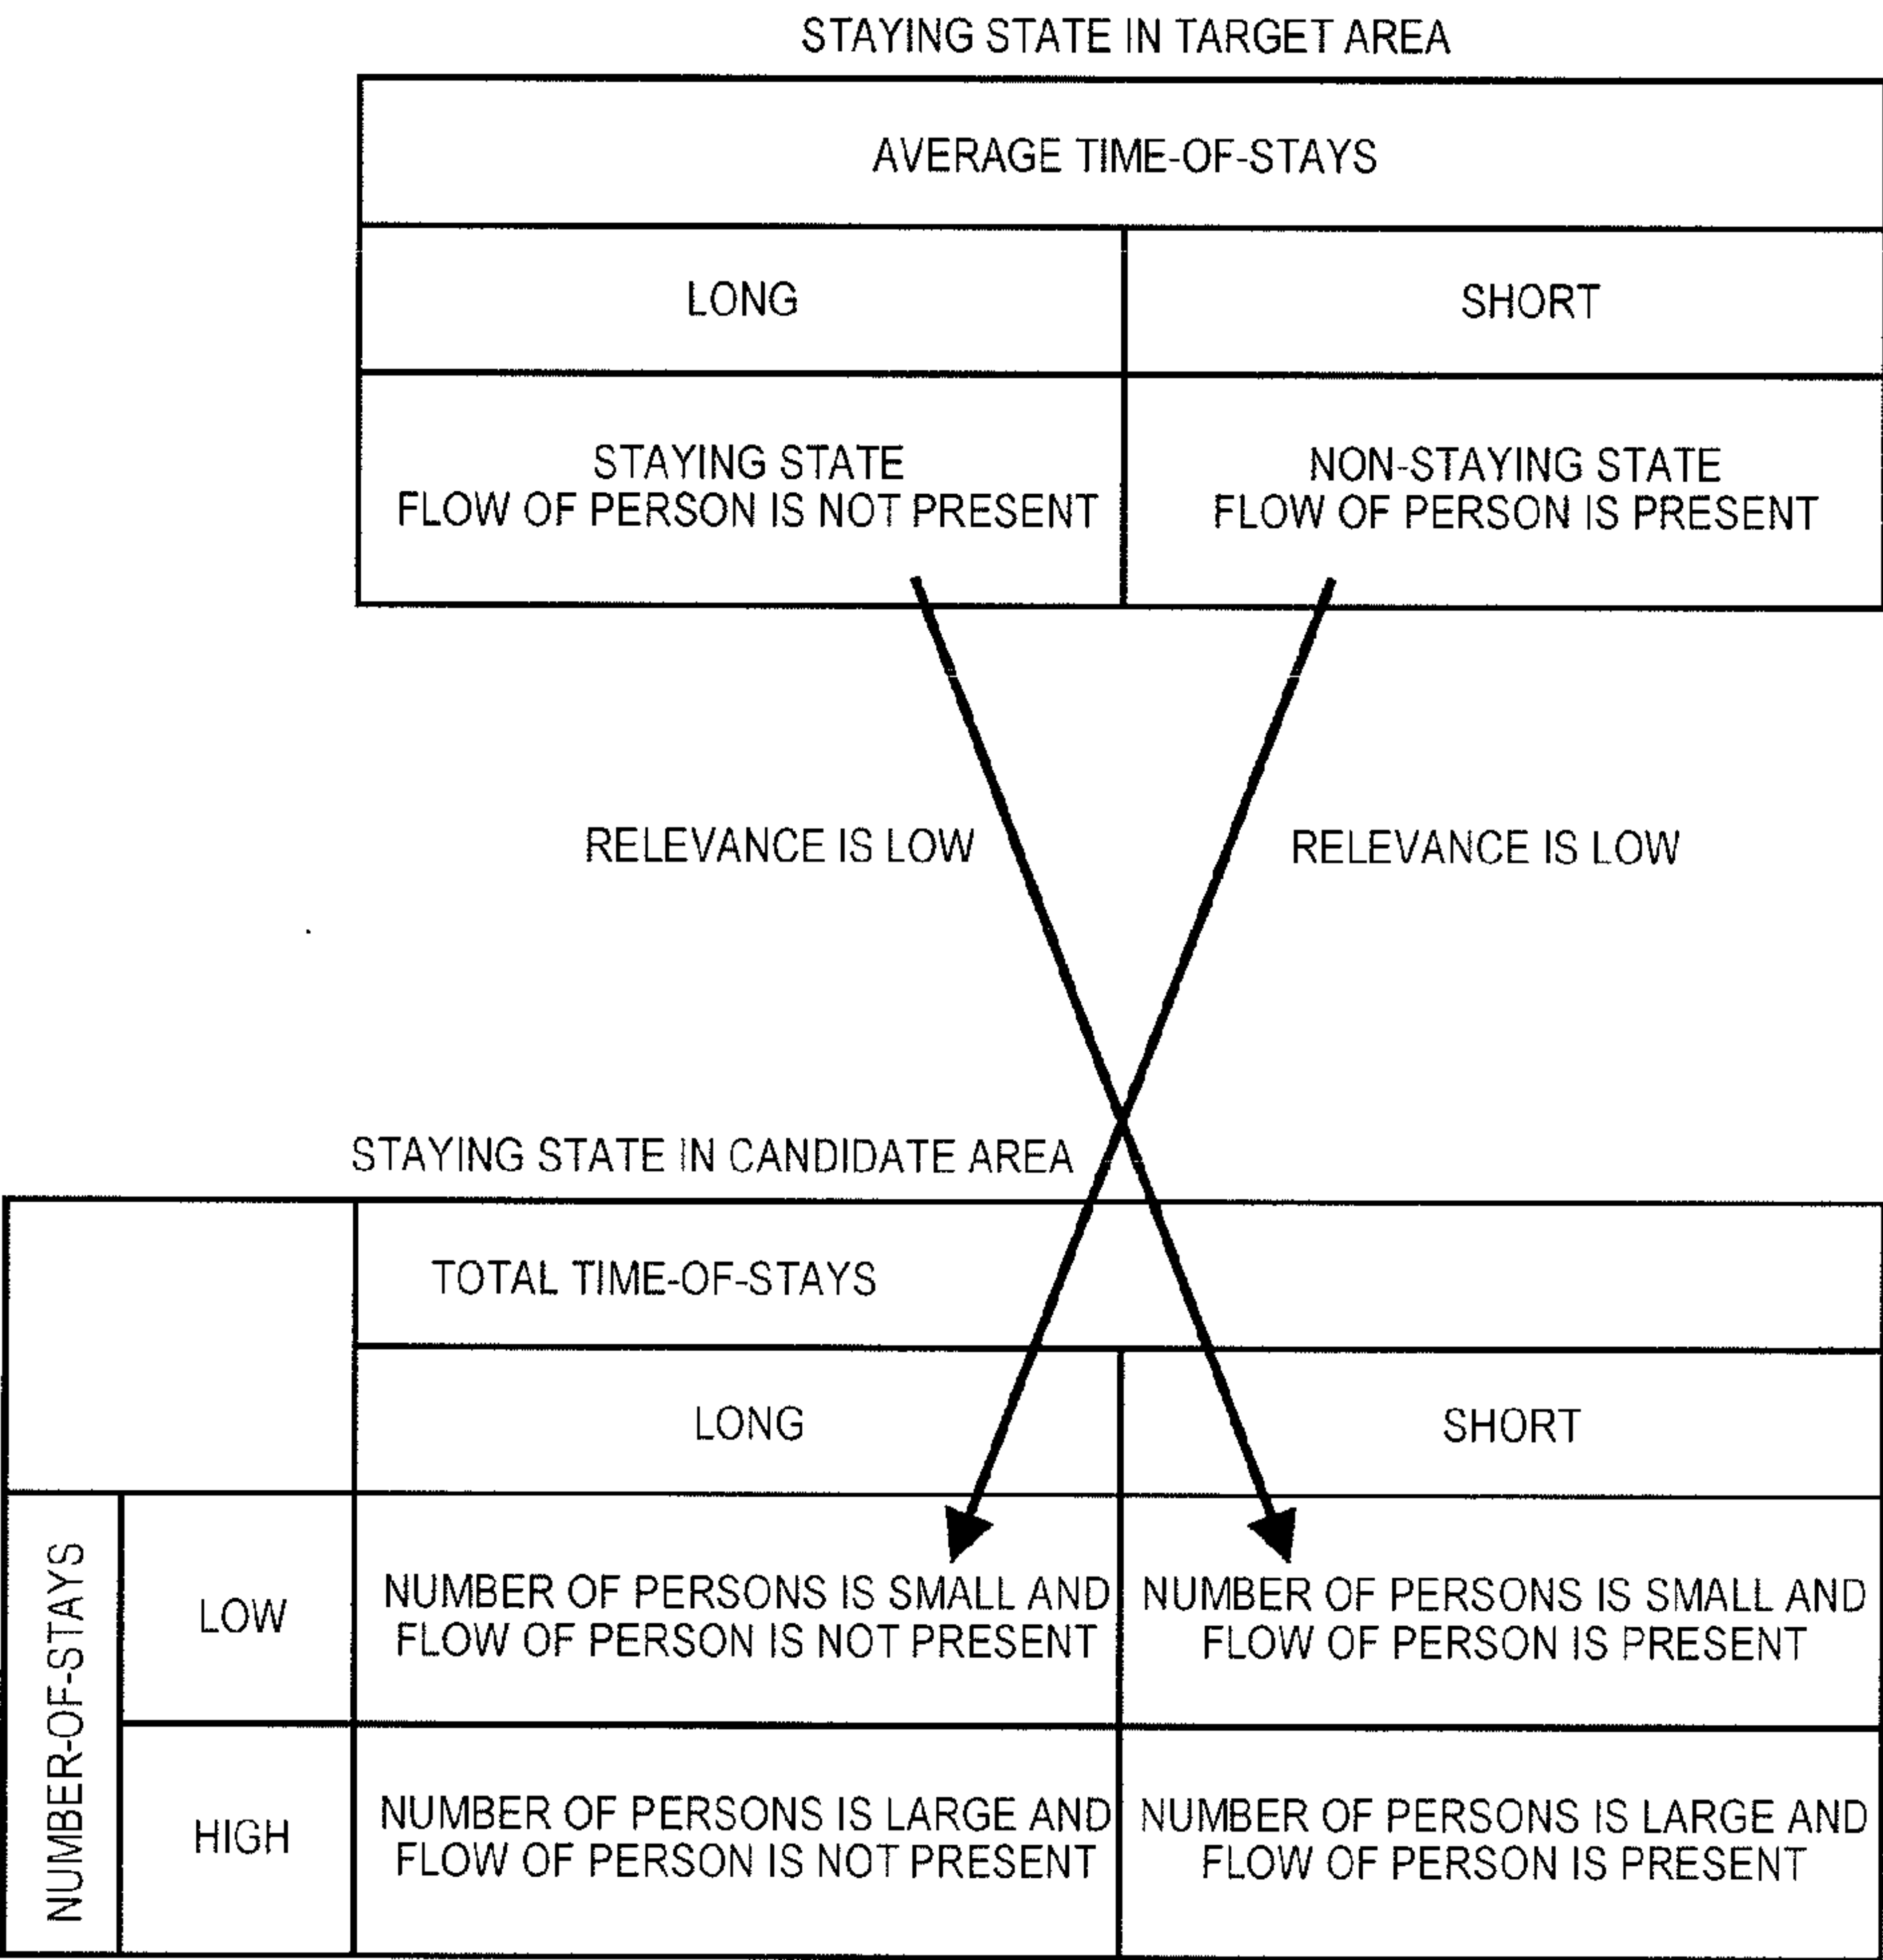 STAYING STATE IN TARGET AREA
AVERAGE TIME-OF-STAYS
LONG
SHORT
STAYING STATE
FLOW OF PERSON IS NOT PRESENT
NON-STAYING STATE
FLOW OF PERSON IS PRESENT
RELEVANCE IS LOW
RELEVANCE IS LOW
STAYING STATE IN CANDIDATE AREA
TOTAL TIME-OF-STAYS
LONG
SHORT
NUMBER-OF-STAYS
LOW
NUMBER OF PERSONS IS SMALL AND
FLOW OF PERSON IS NOT PRESENT
NUMBER OF PERSONS IS SMALL AND
FLOW OF PERSON IS PRESENT
HIGH
NUMBER OF PERSONS IS LARGE AND
FLOW OF PERSON IS NOT PRESENT
NUMBER OF PERSONS IS LARGE AND
FLOW OF PERSON IS PRESENT